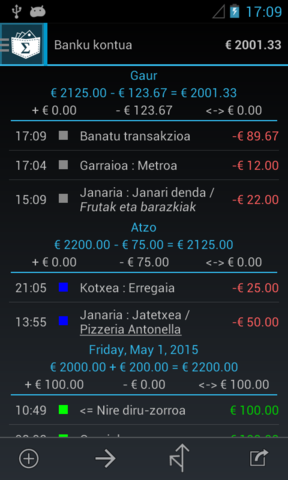 17:09
Σ
Banku kontua € 2001.33
Gaur
€ 2125.00 - € 123.67 = € 2001.33
+ € 0.00 - € 123.67 <-> € 0.00
17:09 Banatu transakzioa -€ 89.67
17:04 Garraioa : Metroa -€ 12.00
15:09 Janaria : Janari denda / -€ 22.00
Frutak eta barazkiak
Atzo
€ 2200.00 - € 75.00 = € 2125.00
+ € 0.00 - € 75.00 <-> € 0.00
21:05 Kotxea : Erregaia -€ 25.00
13:55 Janaria : Jatetxea / -€ 50.00
Pizzeria Antonella
Friday, May 1, 2015
€ 2000.00 + € 200.00 = € 2200.00
+ € 100.00 - € 0.00 <-> € 100.00
10:49 <= Nire diru-zorroa € 100.00